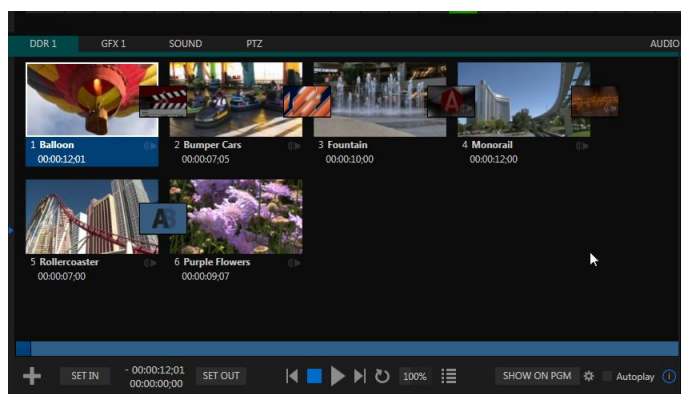 DDR 1 GFX 1 SOUND PTZ AUDIO
1 Balloon
00:00:12;01
2 Bumper Cars
00:00:07;05
3 Fountain
00:00:10;00
4 Monorail
00:00:12;00
A
5 Rollercoaster
00:00:07;00
6 Purple Flowers
00:00:09;07
AB
SET IN
- 00:00:12;01
00:00:00;00
SET OUT
100%
SHOW ON PGM
Autoplay